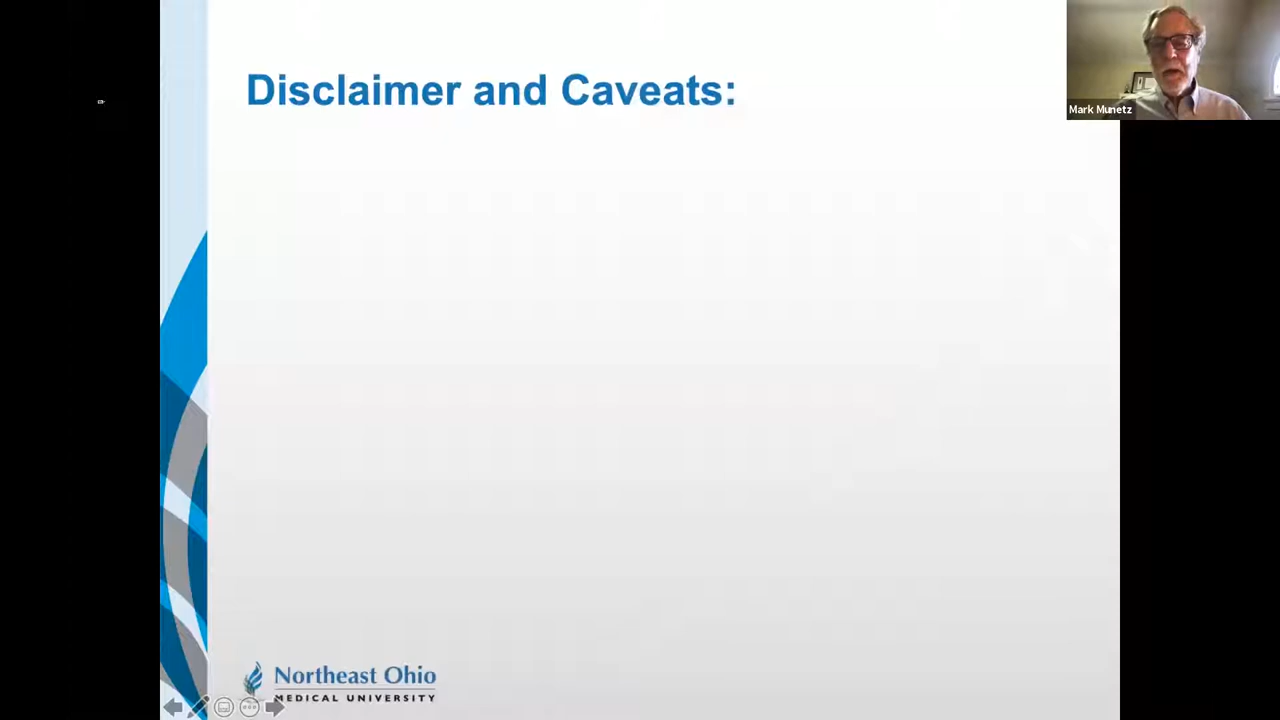 Disclaimer and Caveats:
Mark Munetz
Northeast Ohio
MEDICAL UNIVERSITY